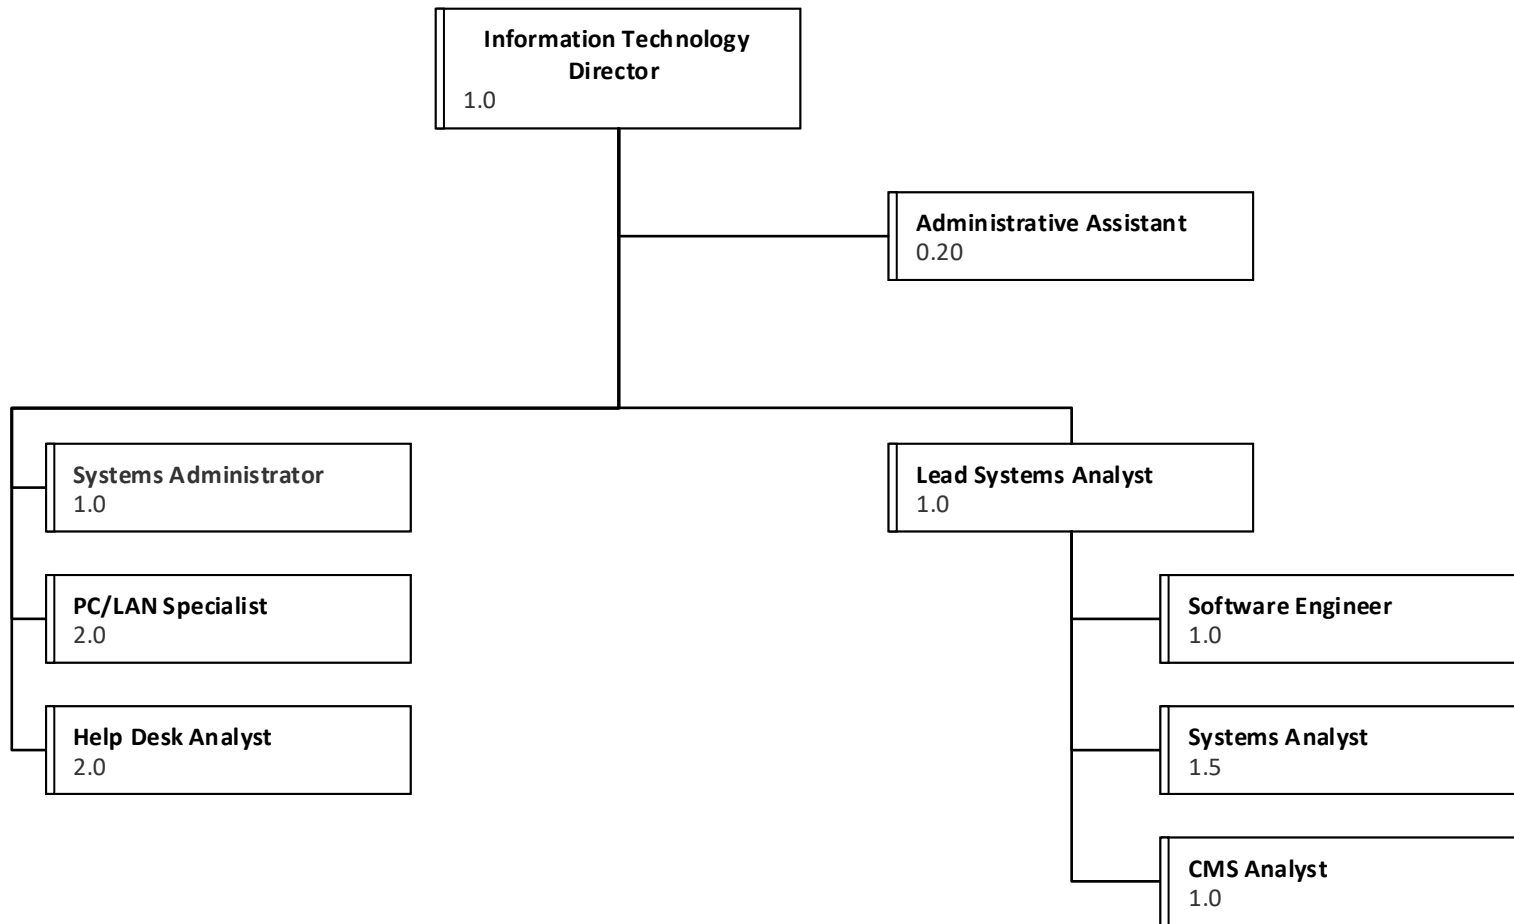 Information Technology
Director
1.0
Administrative Assistant
0.20
Systems Administrator
1.0
Lead Systems Analyst
1.0
PC/LAN Specialist
2.0
Software Engineer
1.0
Help Desk Analyst
2.0
Systems Analyst
1.5
CMS Analyst
1.0